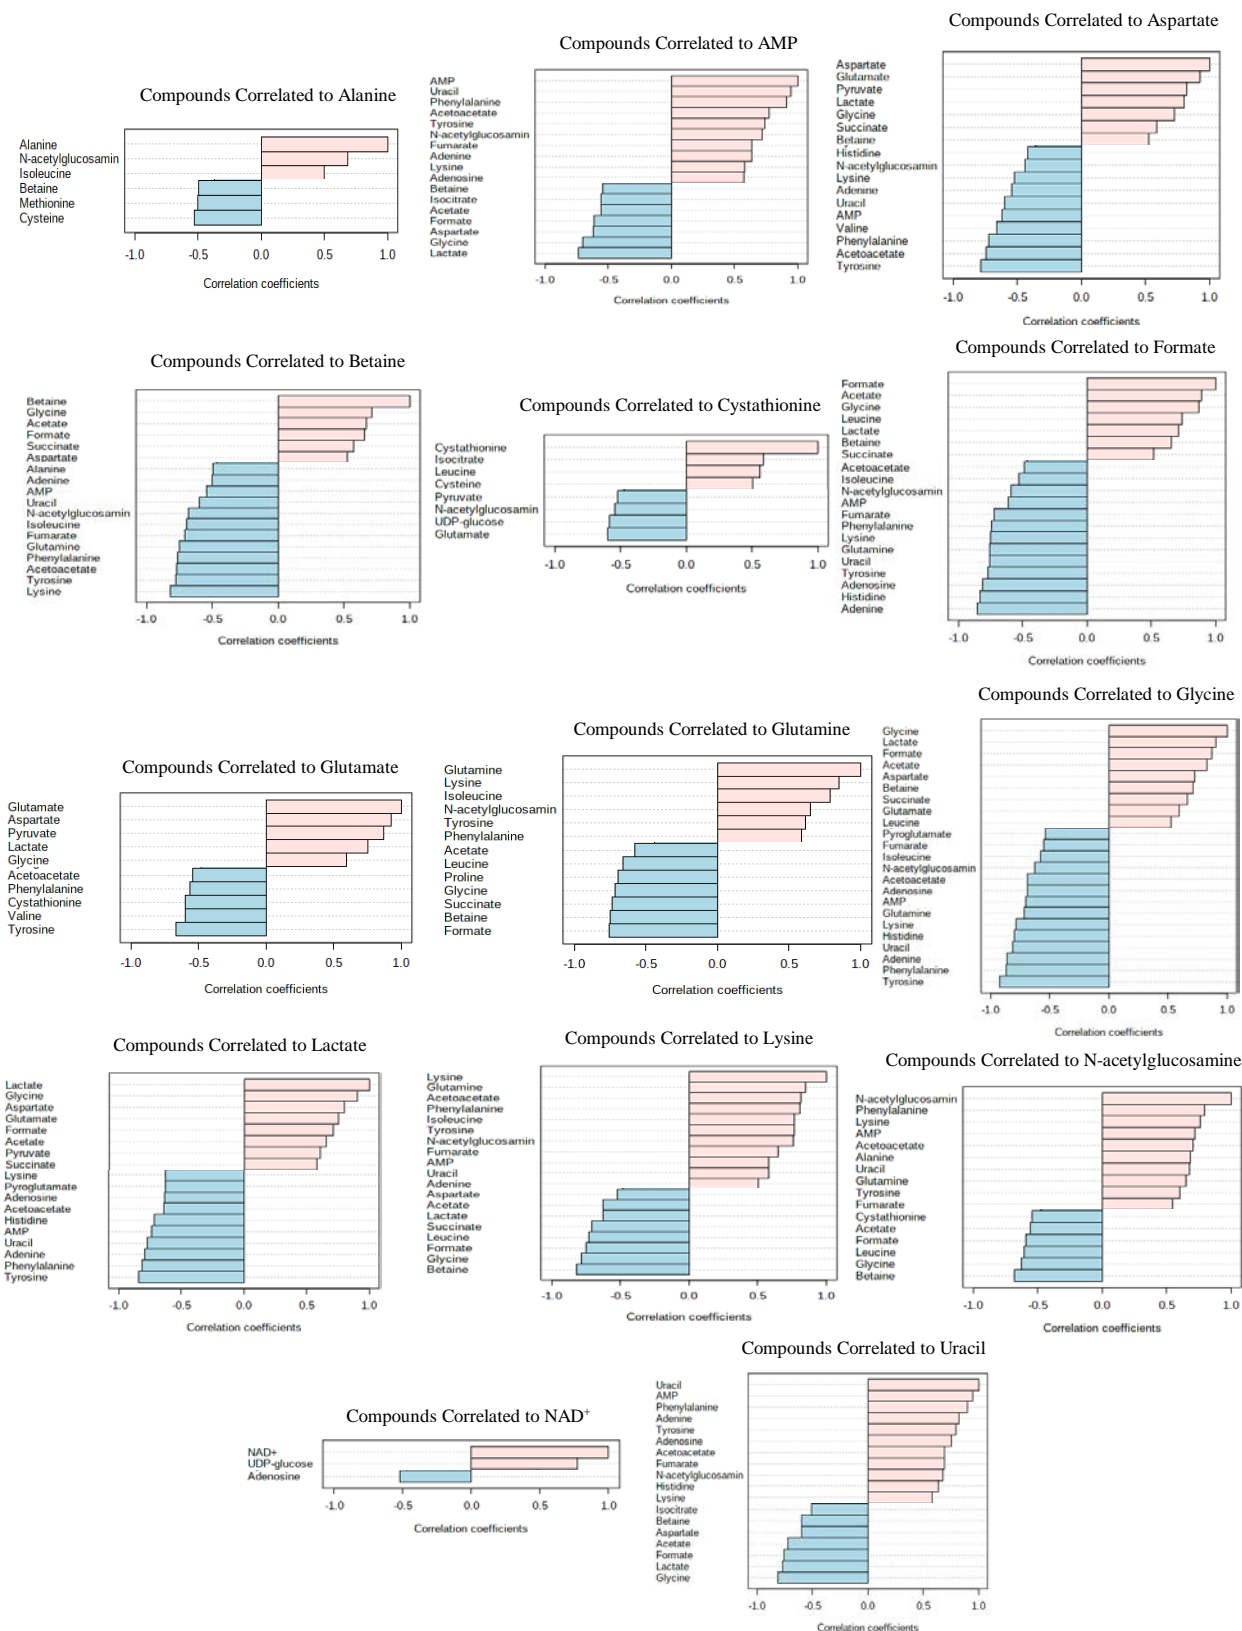 Compounds Correlated to Alanine
Alanine
N-acetylglucosamin
Isoleucine
Betaine
Methionine
Cysteine
-1.0 -0.5 0.0 0.5 1.0
Correlation coefficients
Compounds Correlated to AMP
AMP
Uracil
Phenylalanine
Acetoacetate
Tyrosine
N-acetylglucosamin
Fumarate
Adenine
Lysine
Adenosine
Betaine
Isocitrate
Acetate
Formate
Aspartate
Glycine
Lactate
-1.0 -0.5 0.0 0.5 1.0
Correlation coefficients
Compounds Correlated to Aspartate
Aspartate
Glutamate
Pyruvate
Lactate
Glycine
Succinate
Betaine
Histidine
N-acetylglucosamin
Lysine
Adenine
Uracil
AMP
Valine
Phenylalanine
Acetoacetate
Tyrosine
-1.0 -0.5 0.0 0.5 1.0
Correlation coefficients
Compounds Correlated to Betaine
Betaine
Glycine
Acetate
Formate
Succinate
Aspartate
Alanine
Adenine
AMP
Uracil
N-acetylglucosamin
Isoleucine
Fumarate
Glutamine
Phenylalanine
Acetoacetate
Tyrosine
Lysine
-1.0 -0.5 0.0 0.5 1.0
Correlation coefficients
Compounds Correlated to Cystathionine
Cystathionine
Isocitrate
Leucine
Cysteine
Pyruvate
N-acetylglucosamin
UDP-glucose
Glutamate
-1.0 -0.5 0.0 0.5 1.0
Correlation coefficients
Compounds Correlated to Formate
Formate
Acetate
Glycine
Leucine
Lactate
Betaine
Succinate
Acetoacetate
Isoleucine
N-acetylglucosamin
AMP
Fumarate
Phenylalanine
Lysine
Glutamine
Uracil
Tyrosine
Adenosine
Histidine
Adenine
-1.0 -0.5 0.0 0.5 1.0
Correlation coefficients
Compounds Correlated to Glutamate
Glutamate
Aspartate
Pyruvate
Lactate
Glycine
Acetoacetate
Phenylalanine
Cystathionine
Valine
Tyrosine
-1.0 -0.5 0.0 0.5 1.0
Correlation coefficients
Compounds Correlated to Glutamine
Glutamine
Lysine
Isoleucine
N-acetylglucosamin
Tyrosine
Phenylalanine
Acetate
Leucine
Proline
Glycine
Succinate
Betaine
Formate
-1.0 -0.5 0.0 0.5 1.0
Correlation coefficients
Compounds Correlated to Glycine
Glycine
Lactate
Formate
Acetate
Aspartate
Betaine
Succinate
Glutamate
Leucine
Pyroglutamate
Fumarate
Isoleucine
N-acetylglucosamin
Acetoacetate
Adenosine
AMP
Glutamine
Lysine
Histidine
Uracil
Adenine
Phenylalanine
Tyrosine
-1.0 -0.5 0.0 0.5 1.0
Correlation coefficients
Compounds Correlated to Lactate
Lactate
Glycine
Aspartate
Glutamate
Formate
Acetate
Pyruvate
Succinate
Lysine
Pyroglutamate
Adenosine
Acetoacetate
Histidine
AMP
Uracil
Adenine
Phenylalanine
Tyrosine
-1.0 -0.5 0.0 0.5 1.0
Correlation coefficients
Compounds Correlated to Lysine
Lysine
Glutamine
Acetoacetate
Phenylalanine
Isoleucine
Tyrosine
N-acetylglucosamin
Fumarate
AMP
Uracil
Adenine
Aspartate
Acetate
Lactate
Succinate
Leucine
Formate
Glycine
Betaine
-1.0 -0.5 0.0 0.5 1.0
Correlation coefficients
Compounds Correlated to N-acetylglucosamine
N-acetylglucosamin
Phenylalanine
Lysine
AMP
Acetoacetate
Alanine
Uracil
Glutamine
Tyrosine
Fumarate
Cystathionine
Acetate
Formate
Leucine
Glycine
Betaine
-1.0 -0.5 0.0 0.5 1.0
Correlation coefficients
Compounds Correlated to NAD⁺
NAD+
UDP-glucose
Adenosine
-1.0 -0.5 0.0 0.5 1.0
Correlation coefficients
Compounds Correlated to Uracil
Uracil
AMP
Phenylalanine
Adenine
Tyrosine
Adenosine
Acetoacetate
Fumarate
N-acetylglucosamin
Histidine
Lysine
Isocitrate
Betaine
Aspartate
Acetate
Formate
Lactate
Glycine
-1.0 -0.5 0.0 0.5 1.0
Correlation coefficients